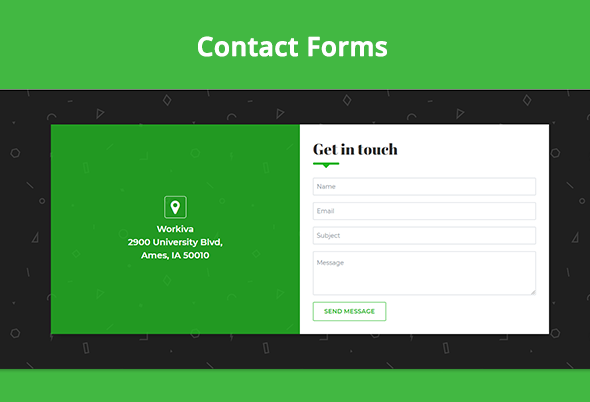 Contact Forms
Workiva
2900 University Blvd,
Ames, IA 50010
Get in touch
Name
Email
Subject
Message
SEND MESSAGE